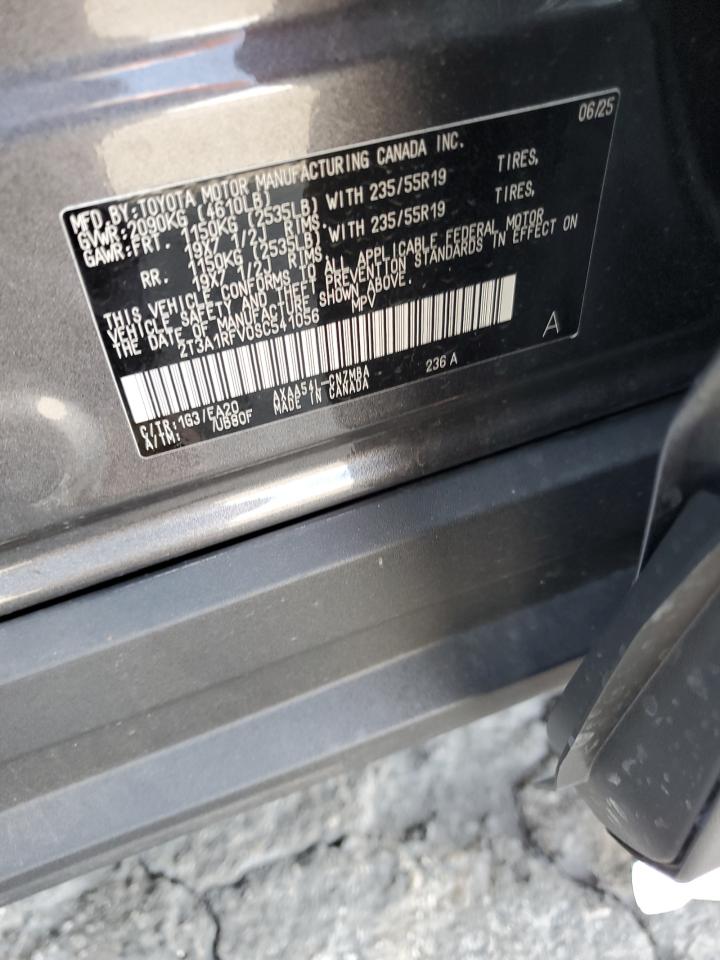 06/25
MFD.BY:TOYOTA MOTOR MANUFACTURING CANADA INC.
GVWR:2090KG (4610LB)
GAWR:FRT. 1150KG (2535LB) WITH 235/55R19 TIRES,
19X7 1/2J RIMS.
RR. 1150KG (2535LB) WITH 235/55R19 TIRES,
19X7 1/2J RIMS.
THIS VEHICLE CONFORMS TO ALL APPLICABLE FEDERAL MOTOR
VEHICLE SAFETY AND THEFT PREVENTION STANDARDS IN EFFECT ON
THE DATE OF MANUFACTURE SHOWN ABOVE.
2T3A1RFV0SC541056 MPV
A
C/TR:1G3/EA20 AXAA54L-CNZMBA 236 A
A/TM: /UB80F MADE IN CANADA